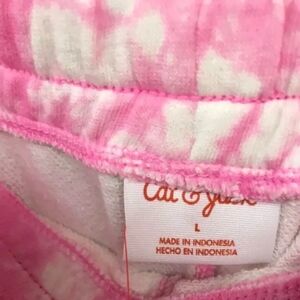 Cat & Jack
L
MADE IN INDONESIA
HECHO EN INDONESIA